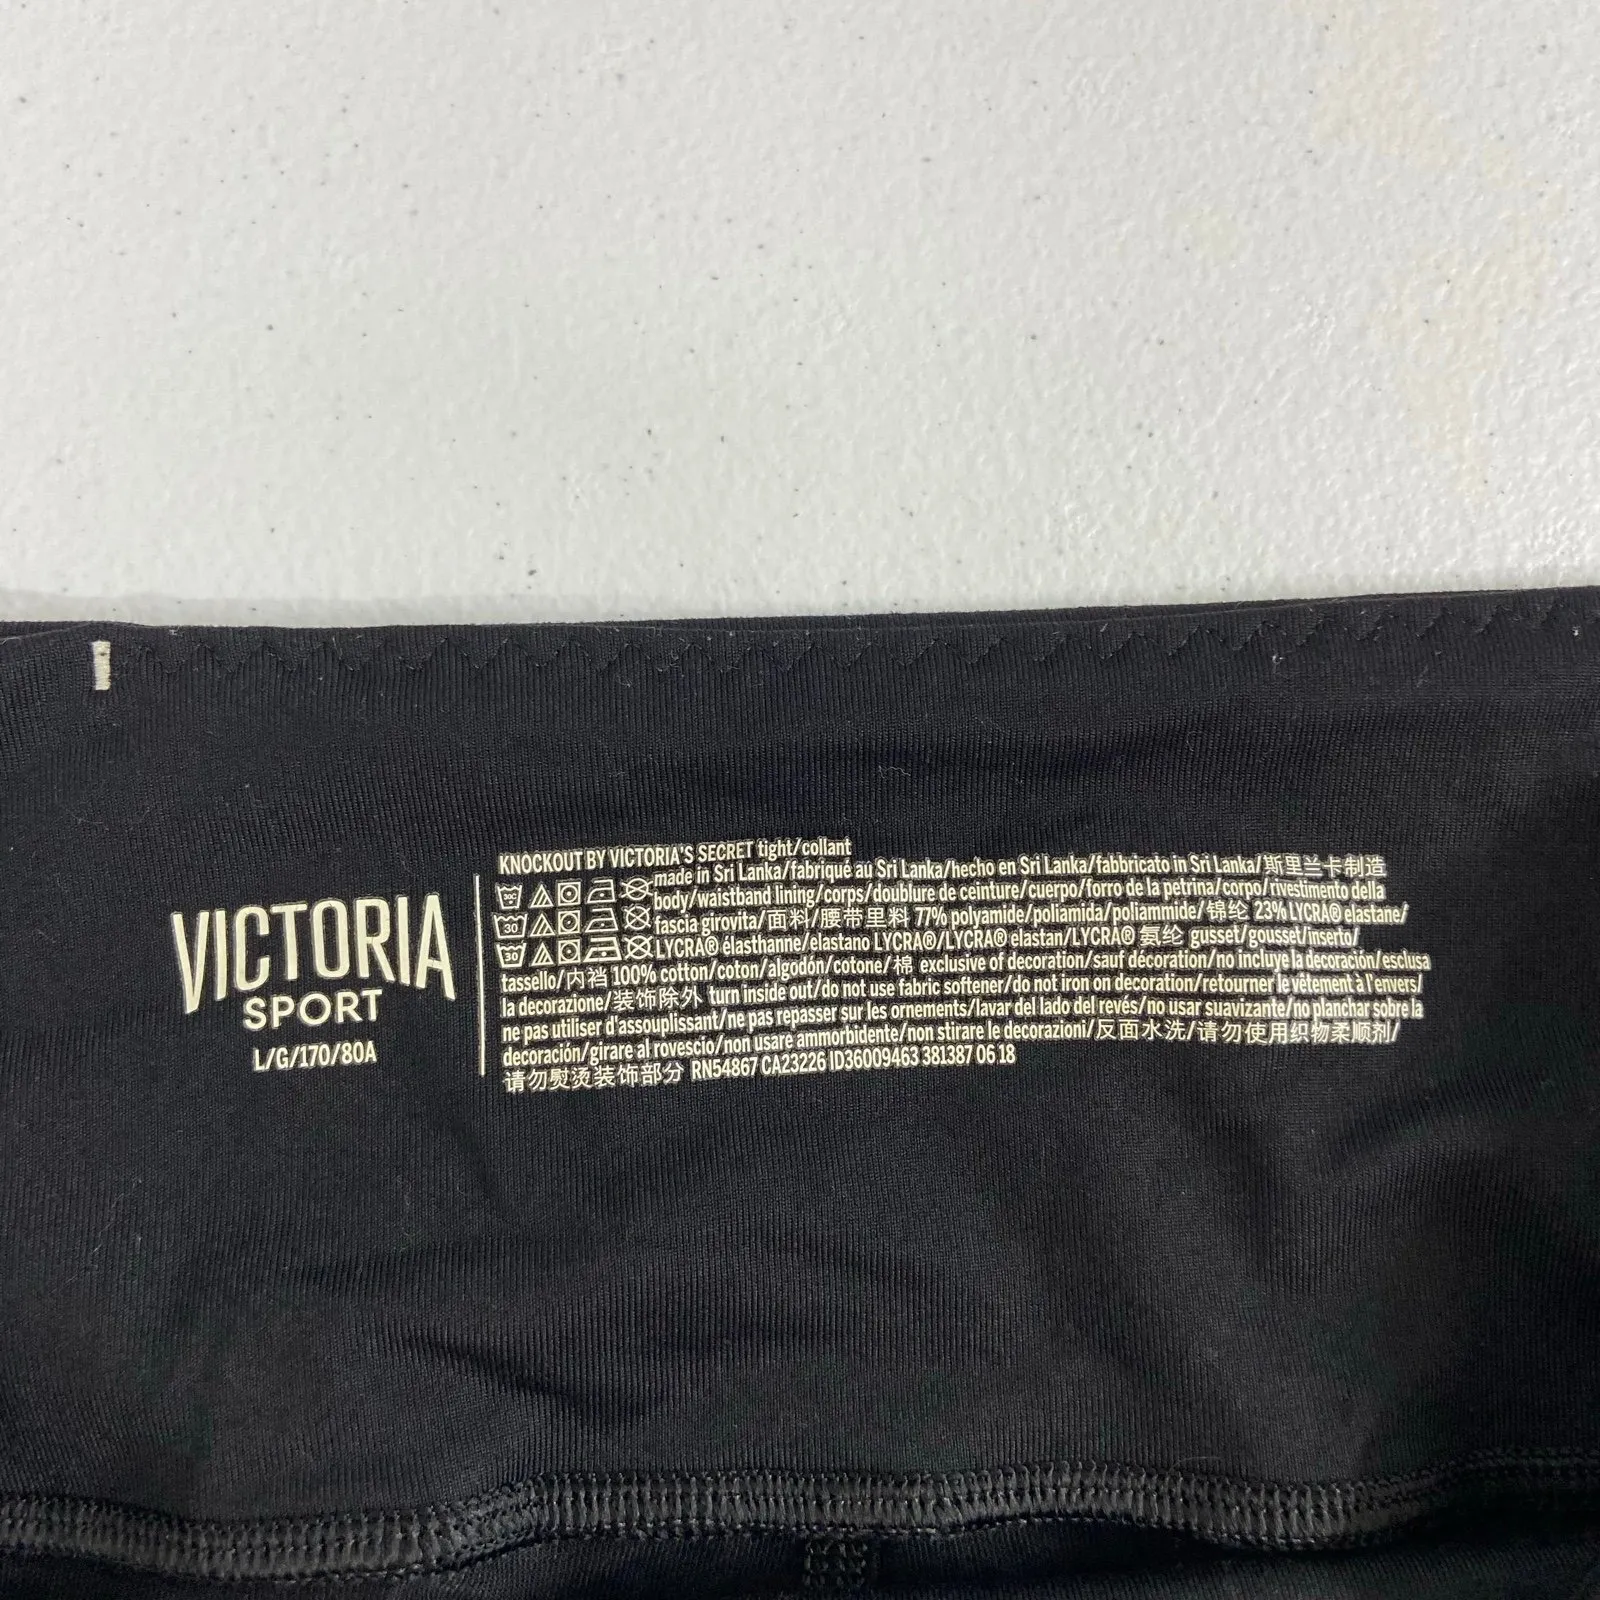 VICTORIA
SPORT
L/G/170/80A
KNOCKOUT BY VICTORIA'S SECRET tight/collant
made in Sri Lanka/fabriqué au Sri Lanka/hecho en Sri Lanka/fabbricato in Sri Lanka/斯里兰卡制造
body/waistband lining/corps/doublure de ceinture/cuerpo/forro de la petrina/corpo/rivestimento della
30 fascia girovita/面料/腰带里料 77% polyamide/poliamida/poliammide/锦纶 23% LYCRA® elastane/
30 LYCRA® élasthanne/elastano LYCRA®/LYCRA® elastan/LYCRA® 氨纶 gusset/gousset/inserto/
tassello/内裆 100% cotton/coton/algodón/cotone/棉 exclusive of decoration/sauf décoration/no incluye la decoración/esclusa
la decorazione/装饰除外 turn inside out/do not use fabric softener/do not iron on decoration/retourner le vêtement à l'envers/
ne pas utiliser d'assouplissant/ne pas repasser sur les ornements/lavar del lado del revés/no usar suavizante/no planchar sobre la
decoración/girare al rovescio/non usare ammorbidente/non stirare le decorazioni/反面水洗/请勿使用织物柔顺剂/
请勿熨烫装饰部分 RN54867 CA23226 ID36009463 381387 06 18